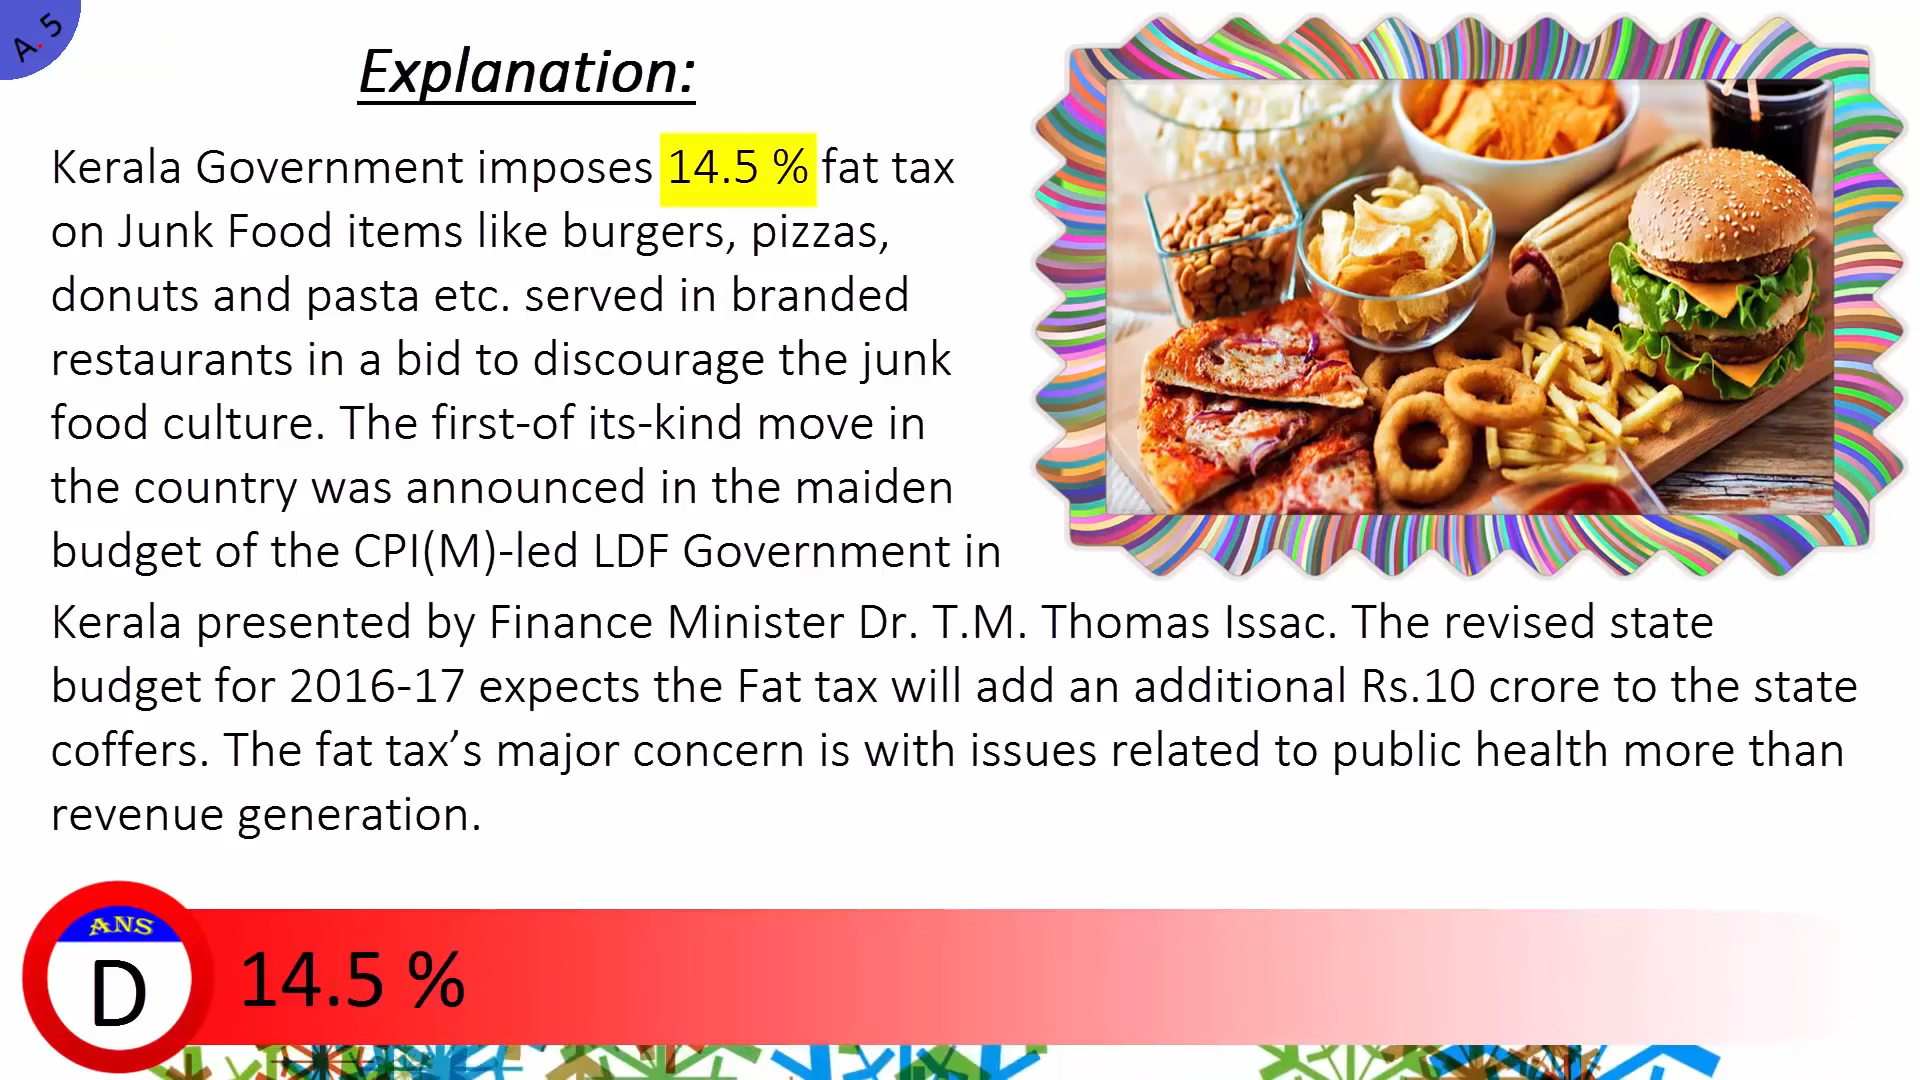 A. 5
Explanation:
Kerala Government imposes 14.5 % fat tax
on Junk Food items like burgers, pizzas,
donuts and pasta etc. served in branded
restaurants in a bid to discourage the junk
food culture. The first-of its-kind move in
the country was announced in the maiden
budget of the CPI(M)-led LDF Government in
Kerala presented by Finance Minister Dr. T.M. Thomas Issac. The revised state
budget for 2016-17 expects the Fat tax will add an additional Rs.10 crore to the state
coffers. The fat tax’s major concern is with issues related to public health more than
revenue generation.
ANS
D
14.5 %